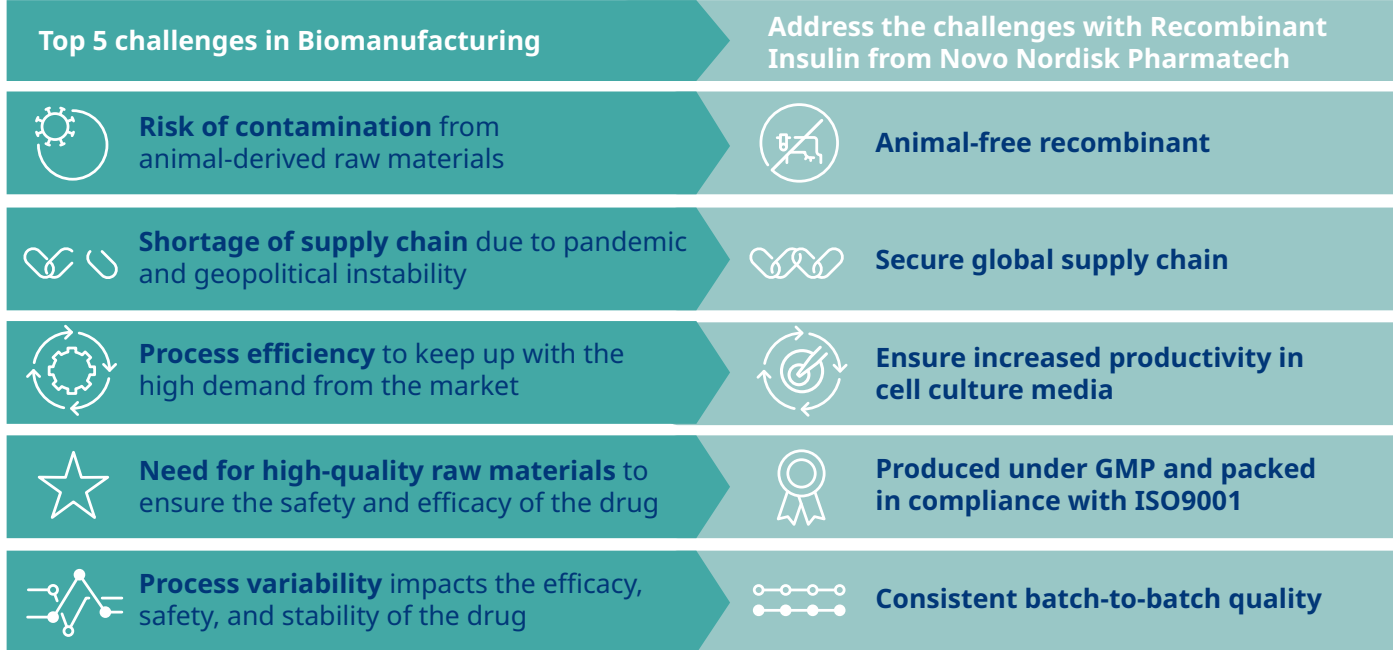 Top 5 challenges in Biomanufacturing
Address the challenges with Recombinant
Insulin from Novo Nordisk Pharmatech
Risk of contamination from
animal-derived raw materials
Animal-free recombinant
Shortage of supply chain due to pandemic
and geopolitical instability
Secure global supply chain
Process efficiency to keep up with the
high demand from the market
Ensure increased productivity in
cell culture media
Need for high-quality raw materials to
ensure the safety and efficacy of the drug
Produced under GMP and packed
in compliance with ISO9001
Process variability impacts the efficacy,
safety, and stability of the drug
Consistent batch-to-batch quality